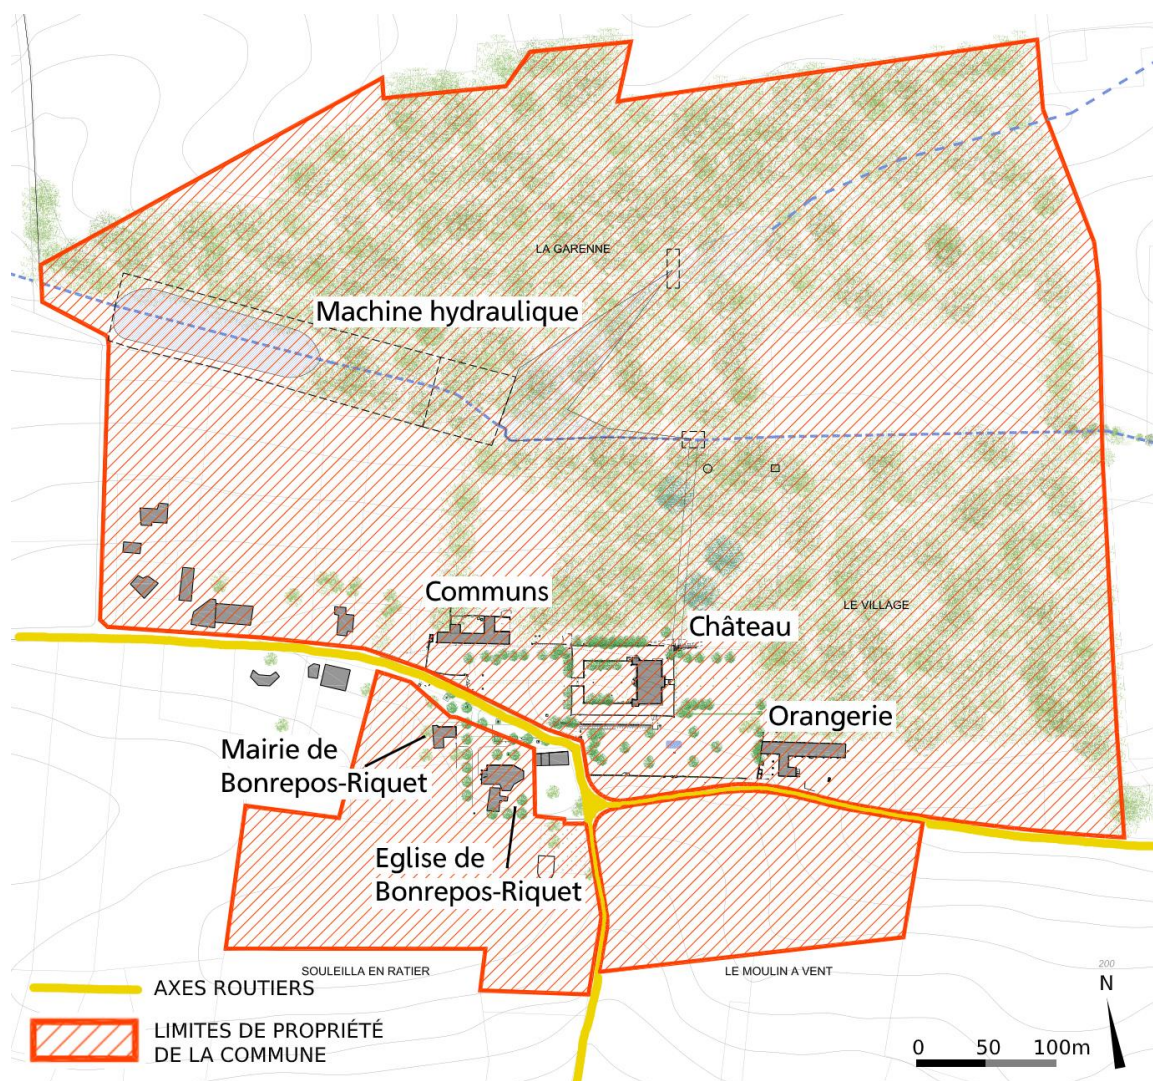 LA GARENNE
Machine hydraulique
Communs
LE VILLAGE
Château
Orangerie
Mairie de
Bonrepos-Riquet
Eglise de
Bonrepos-Riquet
SOULEILLA EN RATIER
LE MOULIN A VENT
200
N
AXES ROUTIERS
LIMITES DE PROPRIÉTÉ
DE LA COMMUNE
0 50 100m